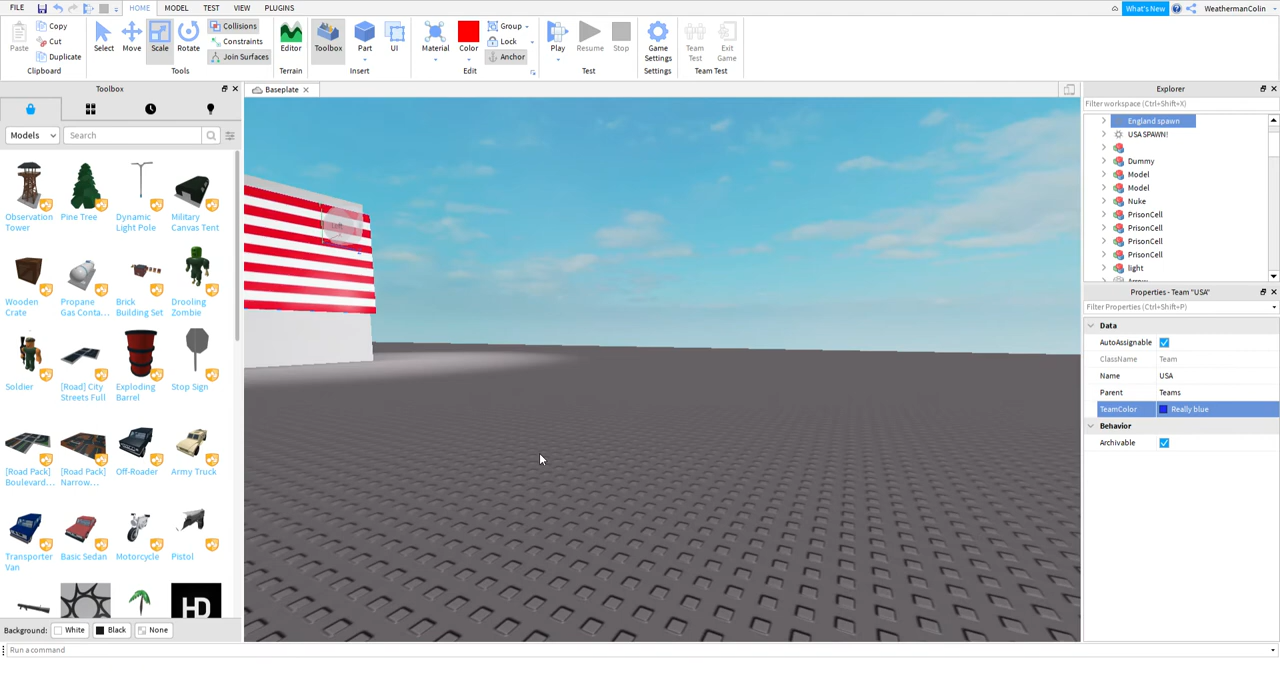 FILE HOME MODEL TEST VIEW PLUGINS What's New WeathermanColin
Copy Collisions Group
Paste Cut Select Move Scale Rotate Constraints Editor Toolbox Part UI Material Color Lock Play Resume Stop Game Settings Team Test Exit Game
Duplicate Join Surfaces Anchor
Clipboard Tools Terrain Insert Edit Test Settings Team Test
Toolbox
Baseplate
Models Search
Observation Tower
Pine Tree
Dynamic Light Pole
Military Canvas Tent
Wooden Crate
Propane Gas Conta...
Brick Building Set
Drooling Zombie
Soldier
[Road] City Streets Full
Exploding Barrel
Stop Sign
[Road Pack] Boulevard...
[Road Pack] Narrow...
Off-Roader
Army Truck
Transporter Van
Basic Sedan
Motorcycle
Pistol
HD
Background: White Black None
Run a command
Explorer
Filter workspace (Ctrl+Shift+X)
England spawn
USA SPAWN!
Dummy
Model
Model
Nuke
PrisonCell
PrisonCell
PrisonCell
PrisonCell
light
Properties - Team "USA"
Filter Properties (Ctrl+Shift+P)
Data
AutoAssignable
ClassName Team
Name USA
Parent Teams
TeamColor Really blue
Behavior
Archivable